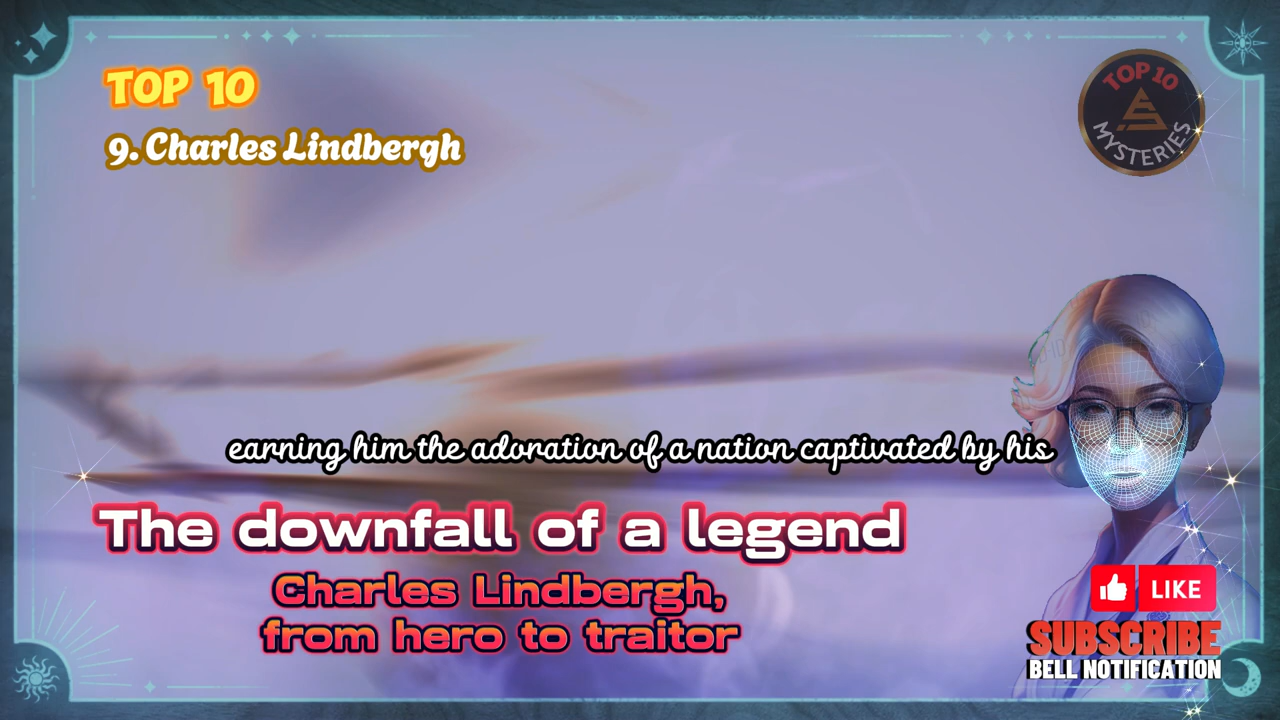 TOP 10
9. Charles Lindbergh
TOP 10
MYSTERIES
earning him the adoration of a nation captivated by his
The downfall of a legend
Charles Lindbergh,
from hero to traitor
LIKE
SUBSCRIBE
BELL NOTIFICATION